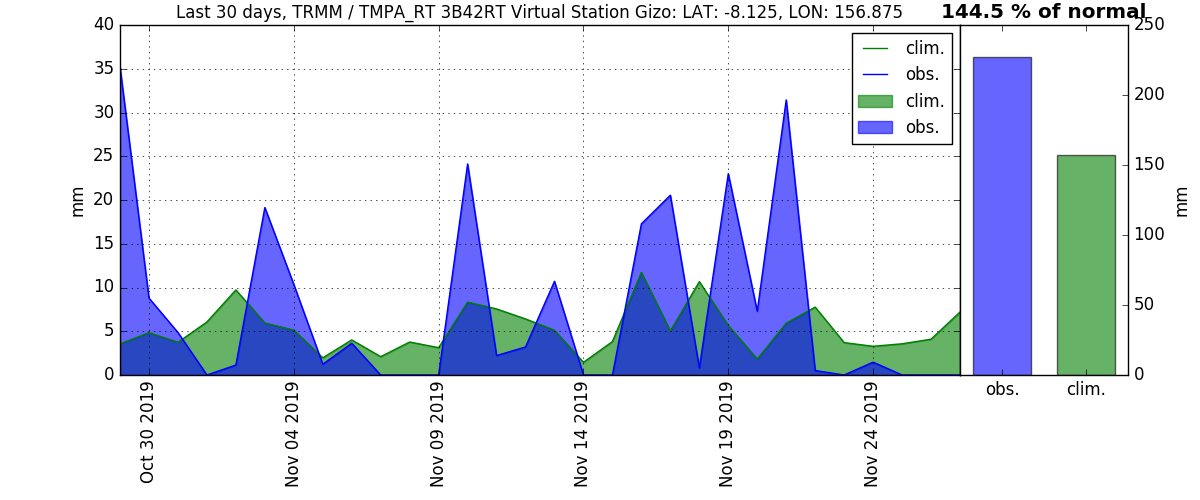 Last 30 days, TRMM / TMPA_RT 3B42RT Virtual Station Gizo: LAT: -8.125, LON: 156.875
144.5 % of normal
mm
40
35
30
25
20
15
10
5
0
clim.
obs.
clim.
obs.
Oct 30 2019
Nov 04 2019
Nov 09 2019
Nov 14 2019
Nov 19 2019
Nov 24 2019
250
200
150
100
50
0
mm
obs.
clim.